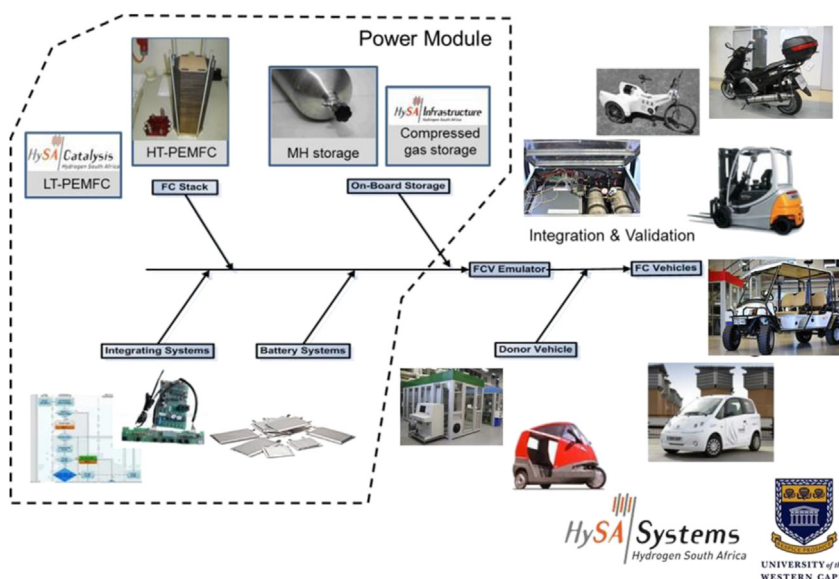 Power Module
HySA Catalysis
Hydrogen South Africa
LT-PEMFC
HT-PEMFC
MH storage
HySA Infrastructure
Hydrogen South Africa
Compressed
gas storage
FC Stack
On-Board Storage
Integration & Validation
FCV Emulator
FC Vehicles
Integrating Systems
Battery Systems
Donor Vehicle
HySA Systems
Hydrogen South Africa
UNIVERSITY of
WESTERN CAP